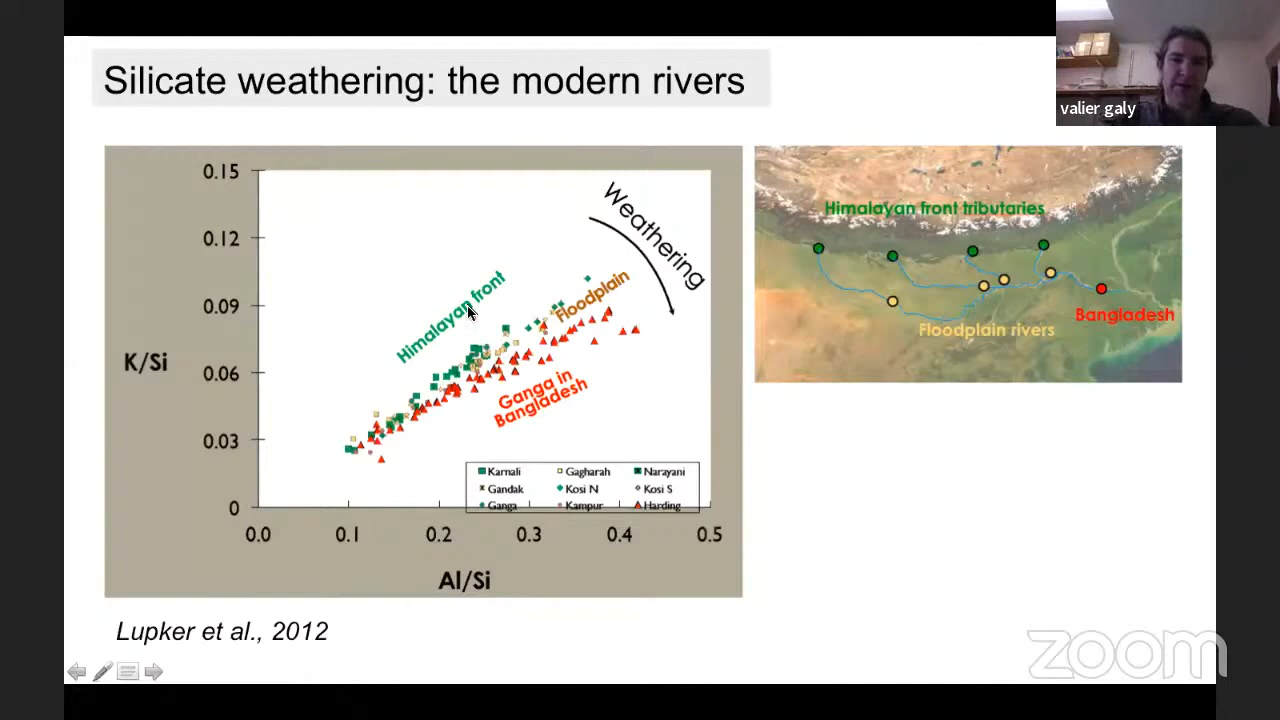 Silicate weathering: the modern rivers
valier galy
0.15
0.12
0.09
0.06
0.03
0
K/Si
0.0 0.1 0.2 0.3 0.4 0.5
Al/Si
Weathering
Himalayan front
Floodplain
Ganga in
Bangladesh
Karnali Gagharah Narayani
Gandak Kosi N Kosi S
Ganga Kampur Harding
Himalayan front tributaries
Floodplain rivers
Bangladesh
Lupker et al., 2012
zoom